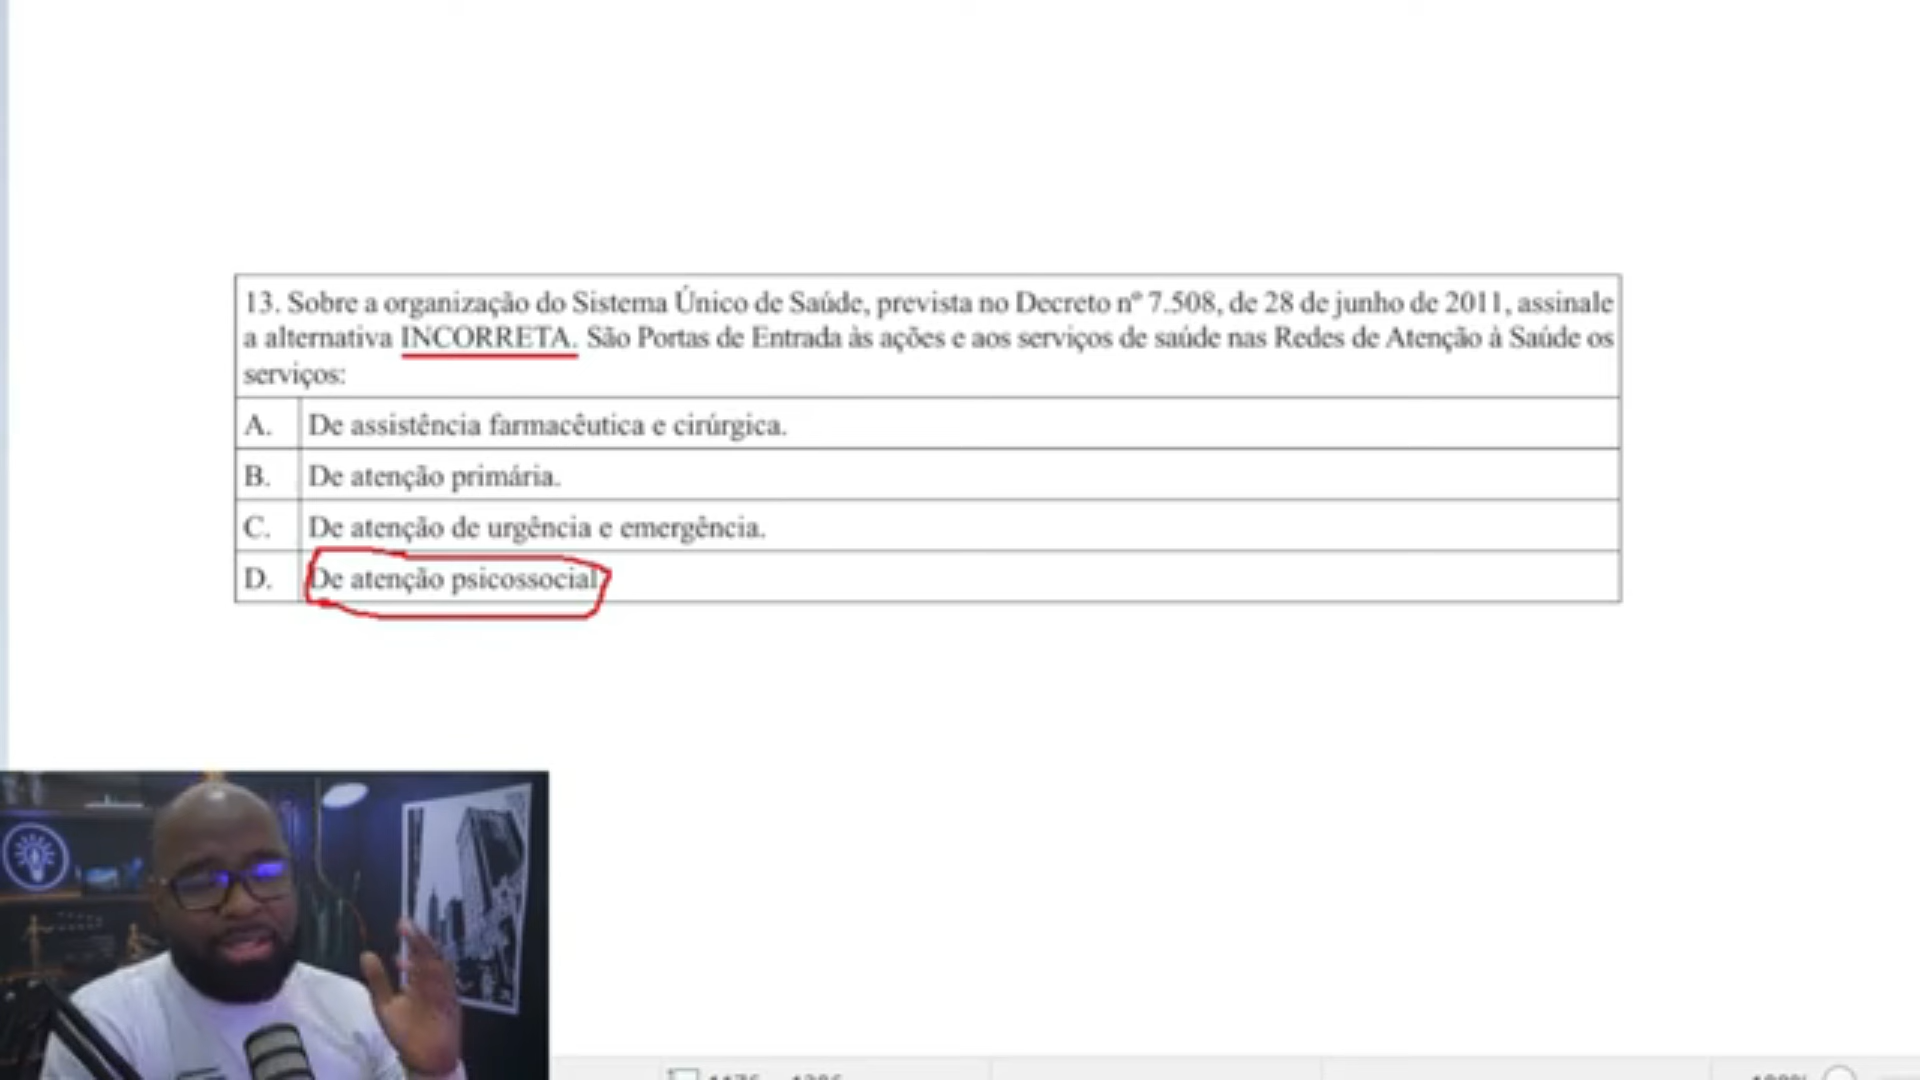 13. Sobre a organização do Sistema Único de Saúde, prevista no Decreto nº 7.508, de 28 de junho de 2011, assinale
a alternativa INCORRETA. São Portas de Entrada às ações e aos serviços de saúde nas Redes de Atenção à Saúde os
serviços:
A. De assistência farmacêutica e cirúrgica.
B. De atenção primária.
C. De atenção de urgência e emergência.
D. De atenção psicossocial